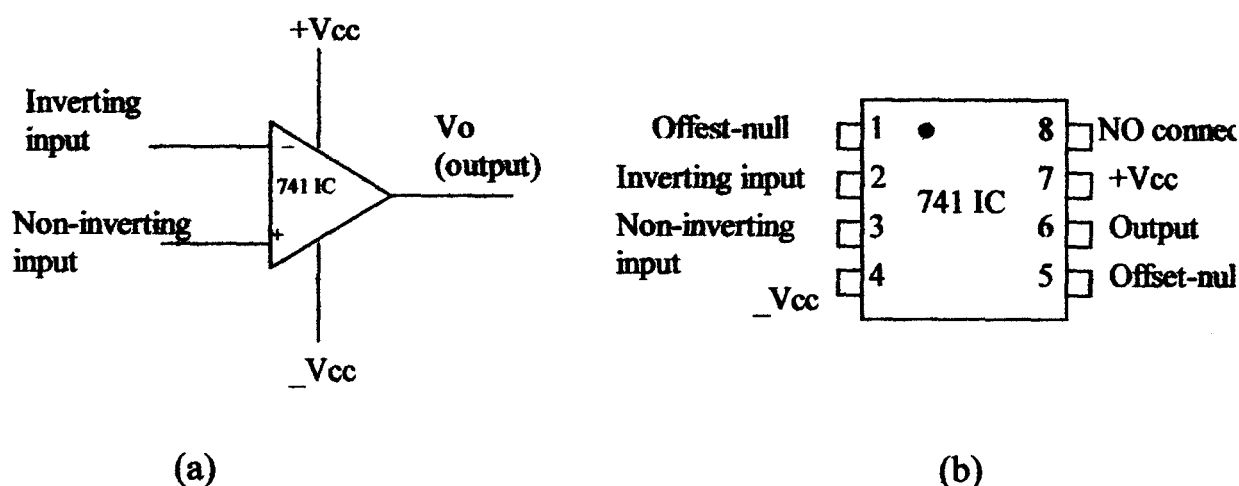 +Vcc
Inverting
input
Vo
(output)
–
741 IC
Non-inverting
input
+
_Vcc
(a)
Offest-null
1
8
NO connec
Inverting input
2
7
+Vcc
741 IC
Non-inverting
input
3
6
Output
4
5
Offset-nul
_Vcc
(b)